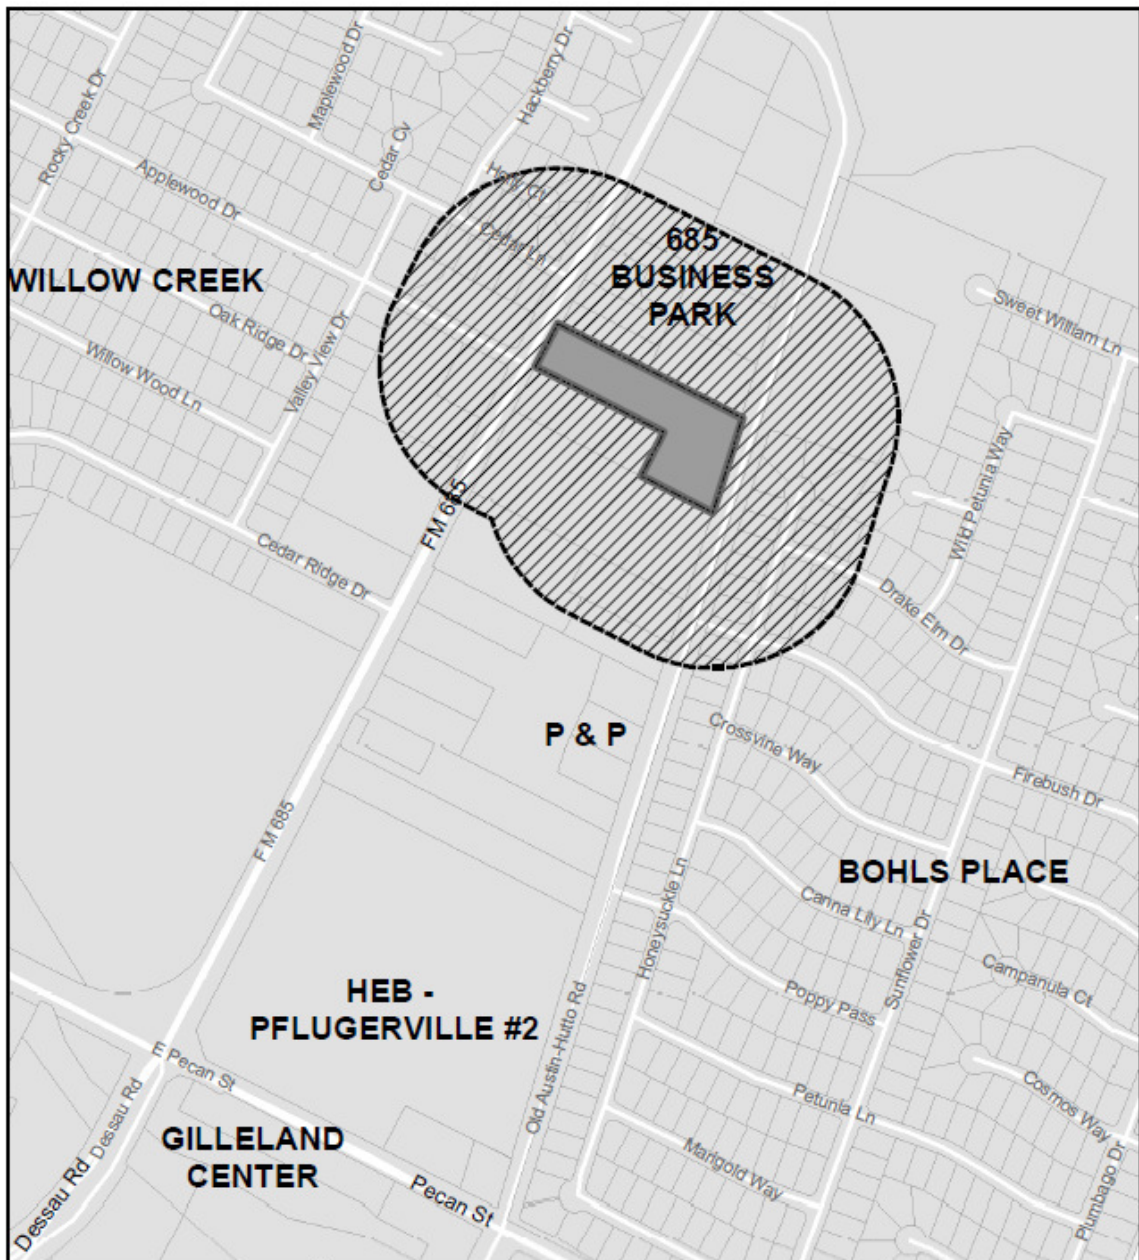 Maplewood Dr
Hackberry Dr
Rocky Creek Dr
Cedar Cv
Applewood Dr
Cedar Ln
685
BUSINESS
PARK
WILLOW CREEK
Sweet William Ln
Oak Ridge Dr
Valley View Dr
Willow Wood Ln
Wild Petunia Way
FM 685
Cedar Ridge Dr
Drake Elm Dr
P & P
Crossvine Way
Firebush Dr
F M 685
BOHLS PLACE
Honeysuckle Ln
Canna Lily Ln
Sunflower Dr
Campanula Ct
HEB -
PFLUGERVILLE #2
Poppy Pass
Old Austin-Hutto Rd
E Pecan St
Dessau Rd
Petunia Ln
Cosmos Way
GILLELAND
CENTER
Marigold Way
Pecan St
Dessau Rd
Plumbago Dr